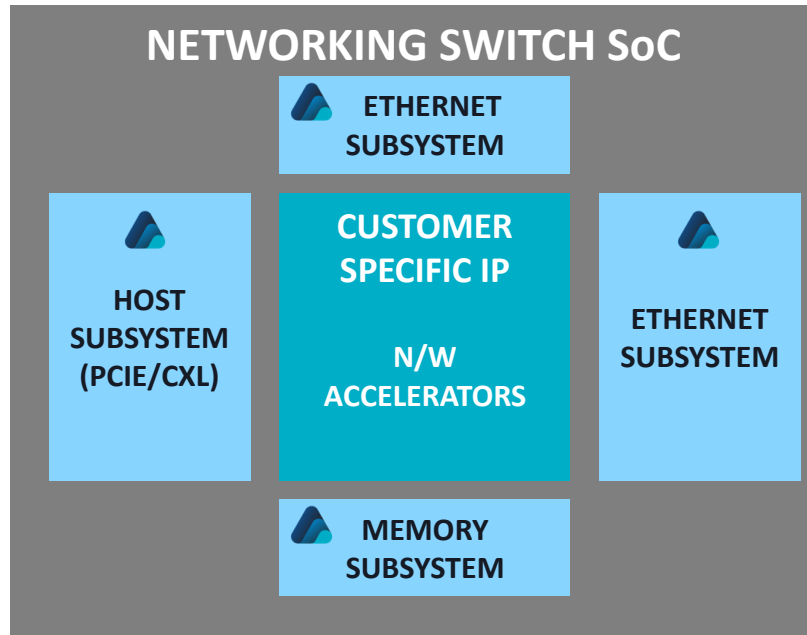 NETWORKING SWITCH SoC
ETHERNET
SUBSYSTEM
HOST
SUBSYSTEM
(PCIE/CXL)
CUSTOMER
SPECIFIC IP
N/W
ACCELERATORS
ETHERNET
SUBSYSTEM
MEMORY
SUBSYSTEM